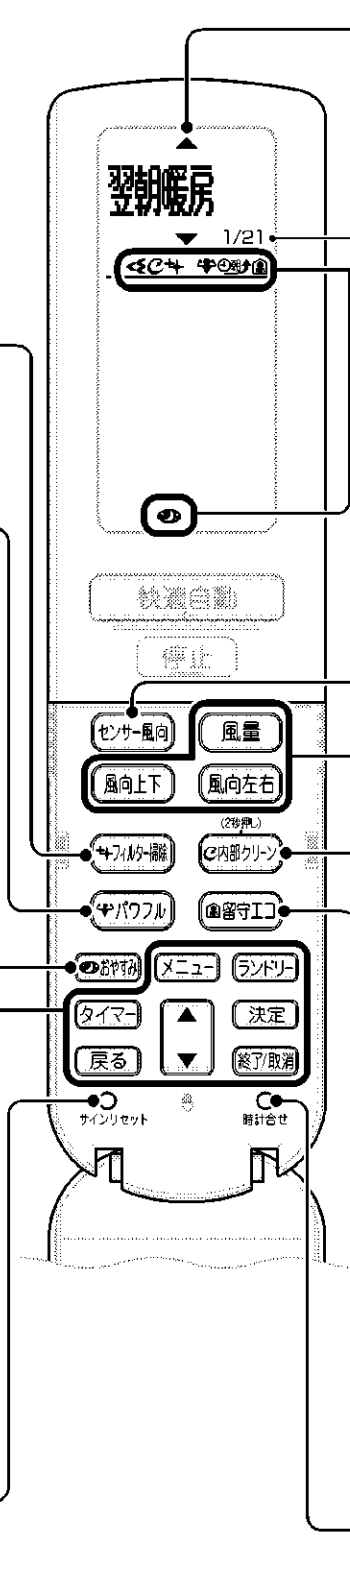 翌朝暖房
1/21
快適自動
停止
センサー風向
風量
風向上下
風向左右
(2秒押し)
フィルター掃除
内部クリーン
パワフル
留守エコ
おやすみ
メニュー
ランドリー
タイマー
▲
決定
戻る
▼
終了/取消
サインリセット
時計合せ